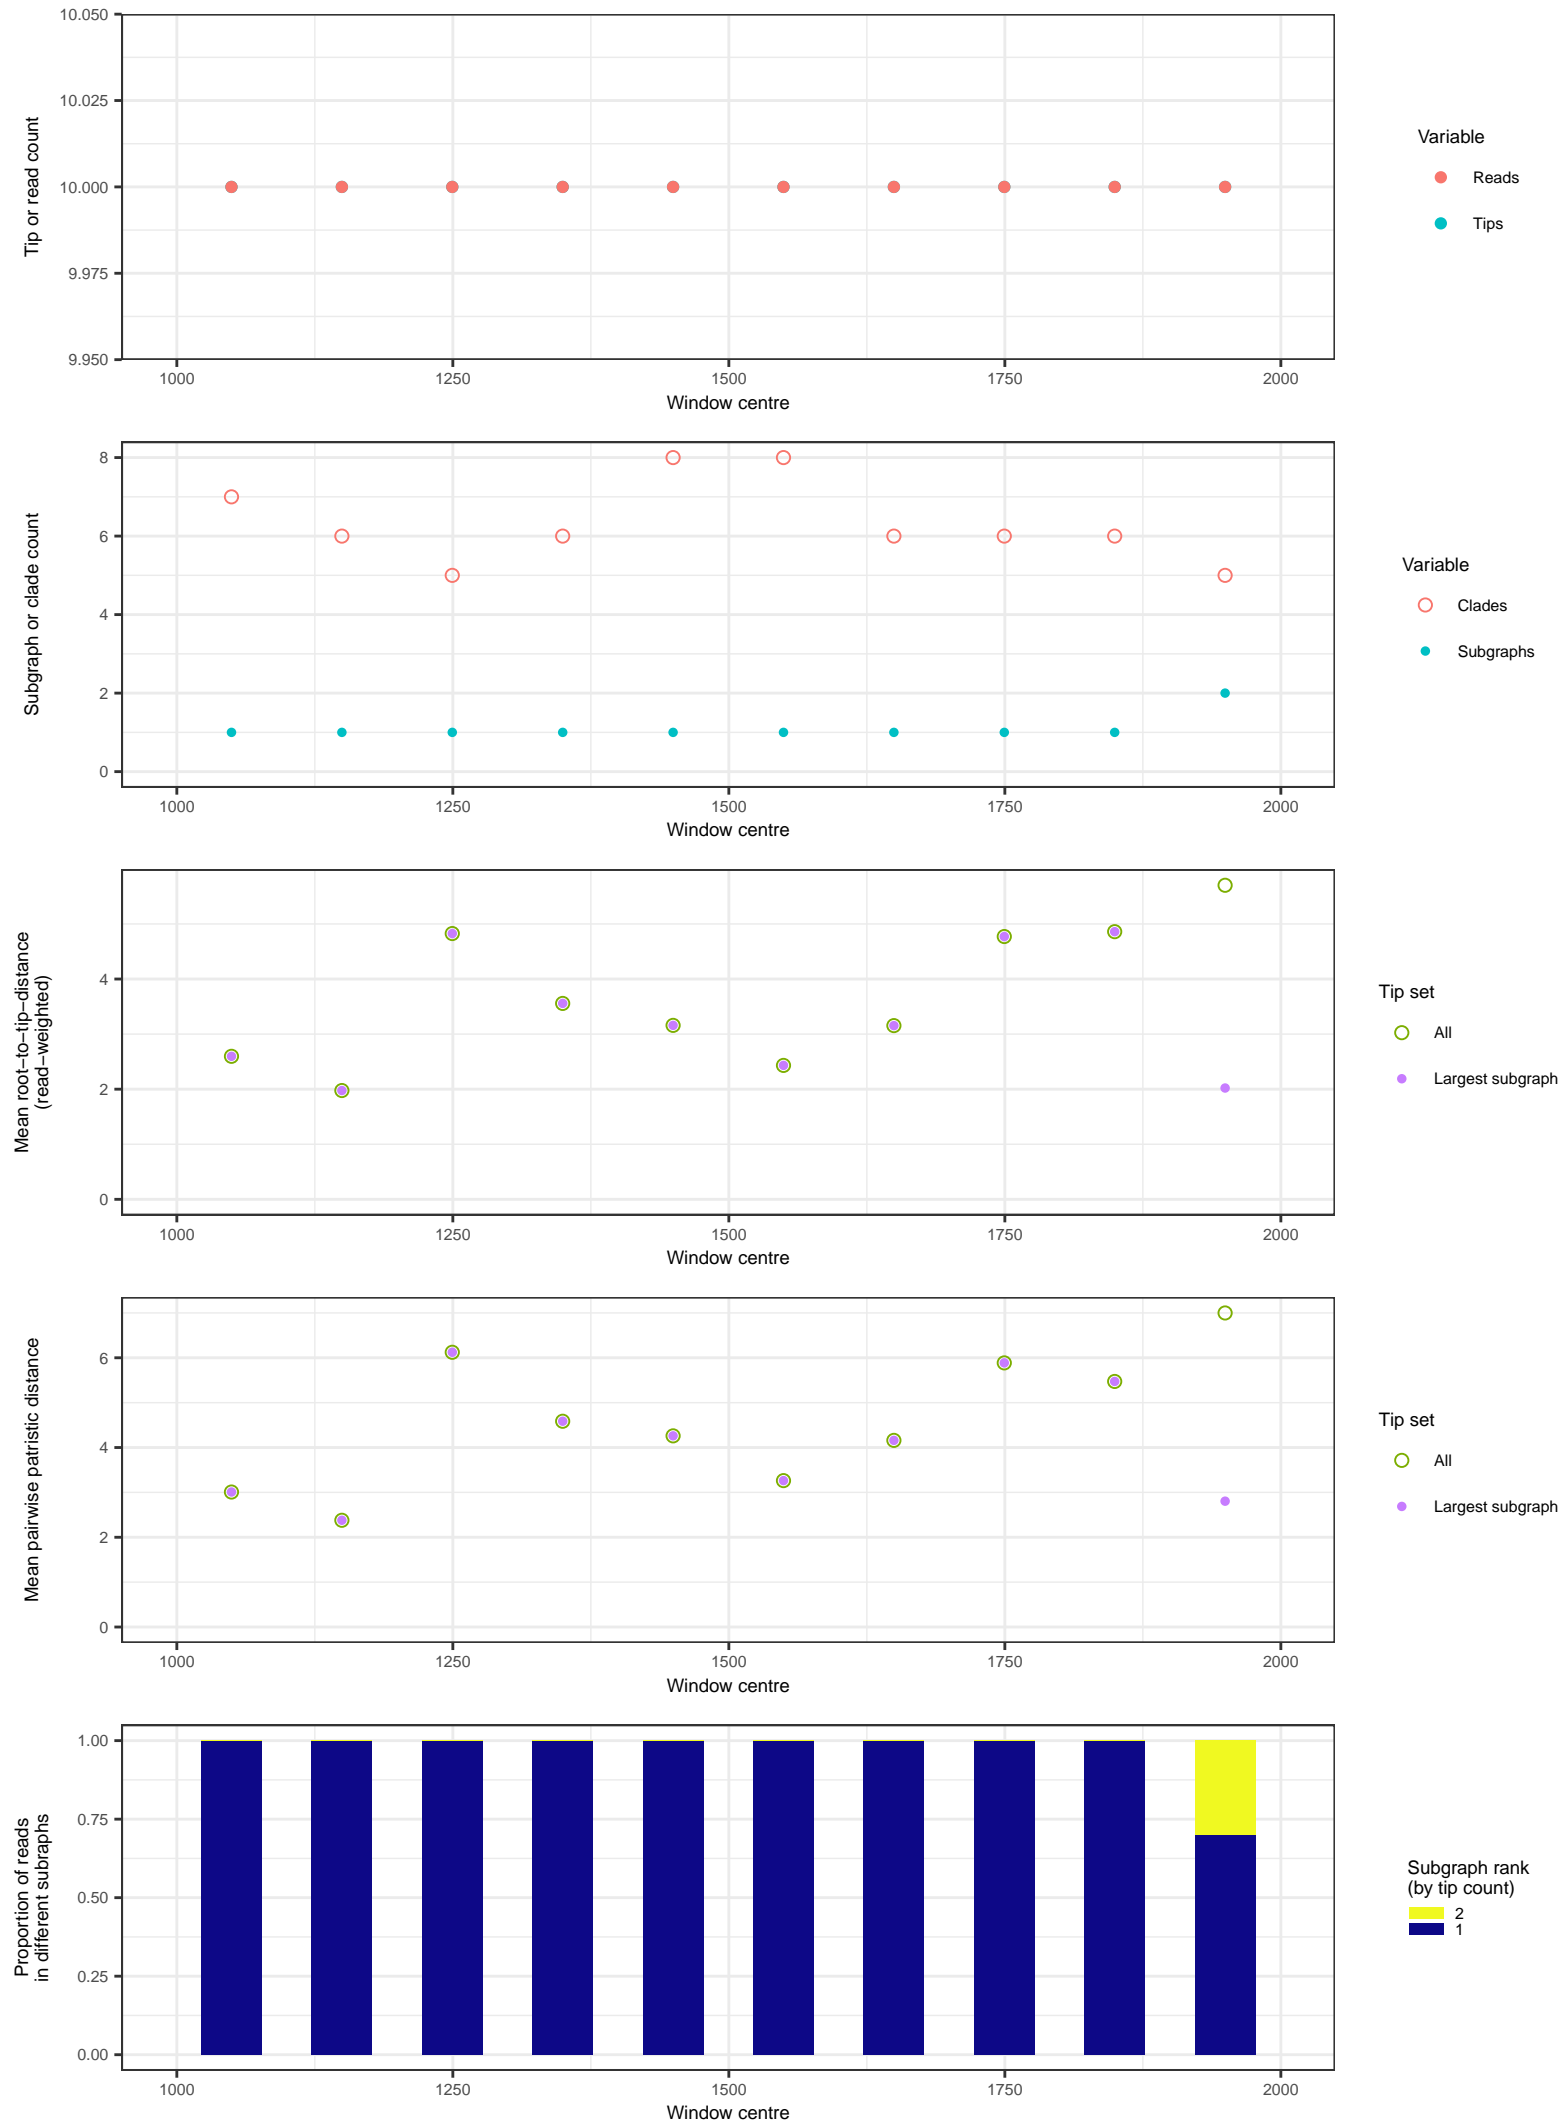 10.050
10.025
10.000
9.975
9.950
Tip or read count
1000 1250 1500 1750 2000
Window centre
Variable
Reads
Tips
8
6
4
2
0
Subgraph or clade count
1000 1250 1500 1750 2000
Window centre
Variable
Clades
Subgraphs
4
2
0
Mean root−to−tip−distance
(read−weighted)
1000 1250 1500 1750 2000
Window centre
Tip set
All
Largest subgraph
6
4
2
0
Mean pairwise patristic distance
1000 1250 1500 1750 2000
Window centre
Tip set
All
Largest subgraph
1.00
0.75
0.50
0.25
0.00
Proportion of reads
in different subraphs
1000 1250 1500 1750 2000
Window centre
Subgraph rank
(by tip count)
2
1